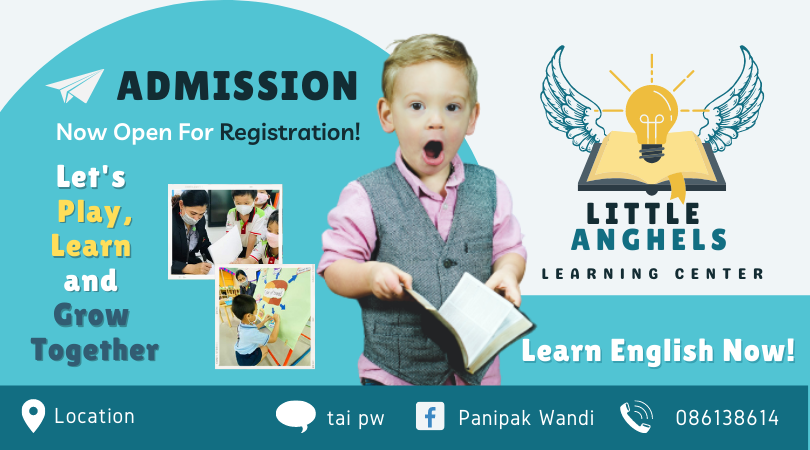 ADMISSION
Now Open For Registration!
Let's
Play,
Learn
and
Grow
Together
LITTLE
ANGHELS
LEARNING CENTER
Learn English Now!
Location
tai pw
Panipak Wandi
086138614